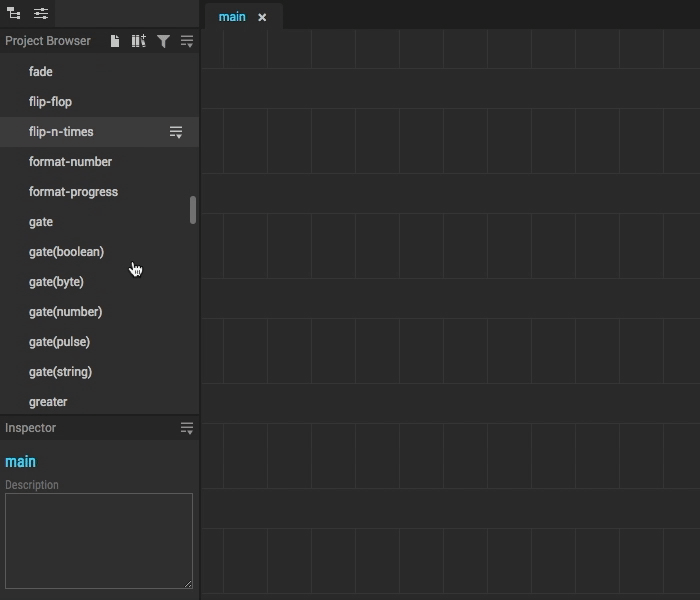 main
Project Browser
fade
flip-flop
flip-n-times
format-number
format-progress
gate
gate(boolean)
gate(byte)
gate(number)
gate(pulse)
gate(string)
greater
Inspector
main
Description